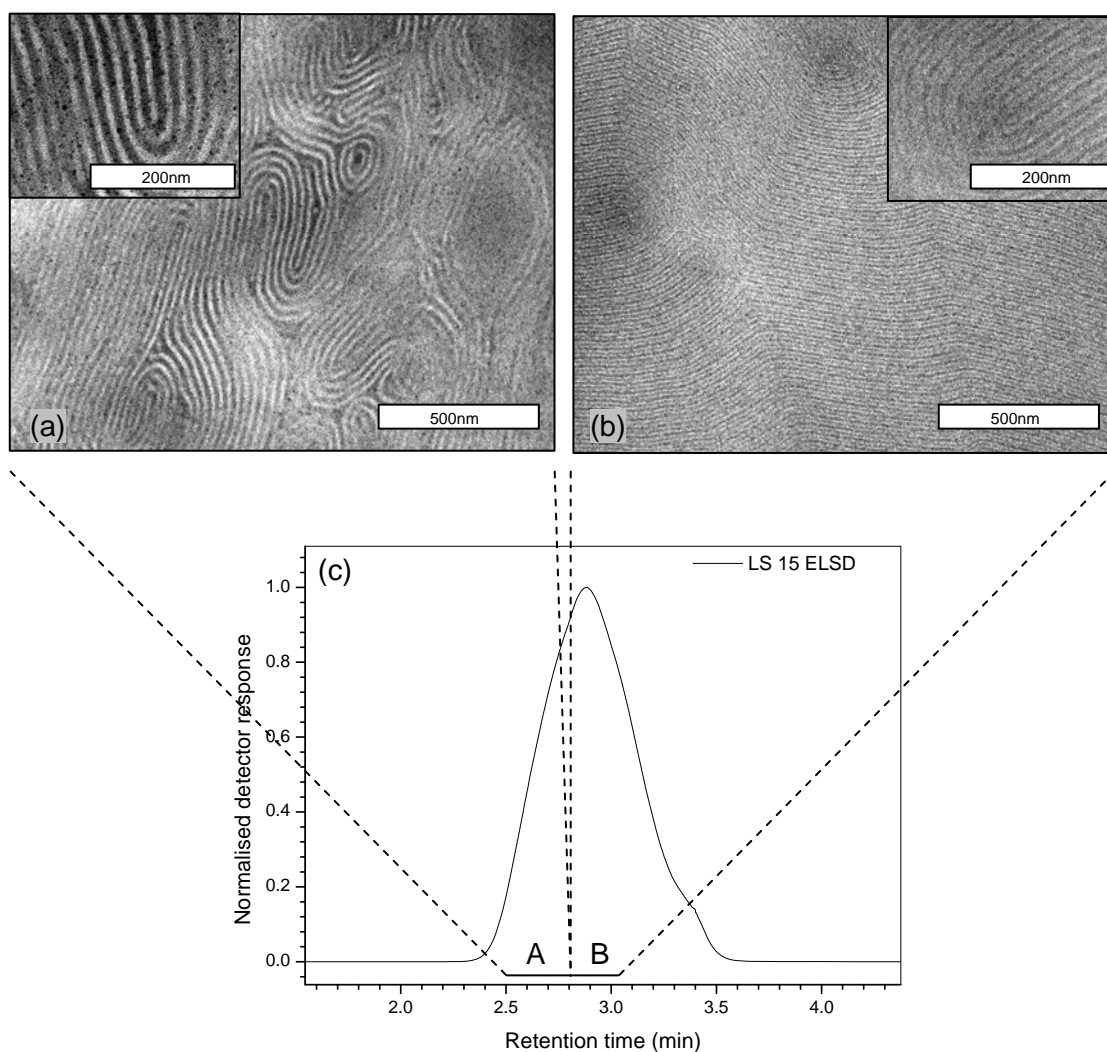 200nm
500nm
(a)
200nm
500nm
(b)
(c)
LS 15 ELSD
Normalised detector response
1.0
0.8
0.6
0.4
0.2
0.0
A B
2.0 2.5 3.0 3.5 4.0
Retention time (min)